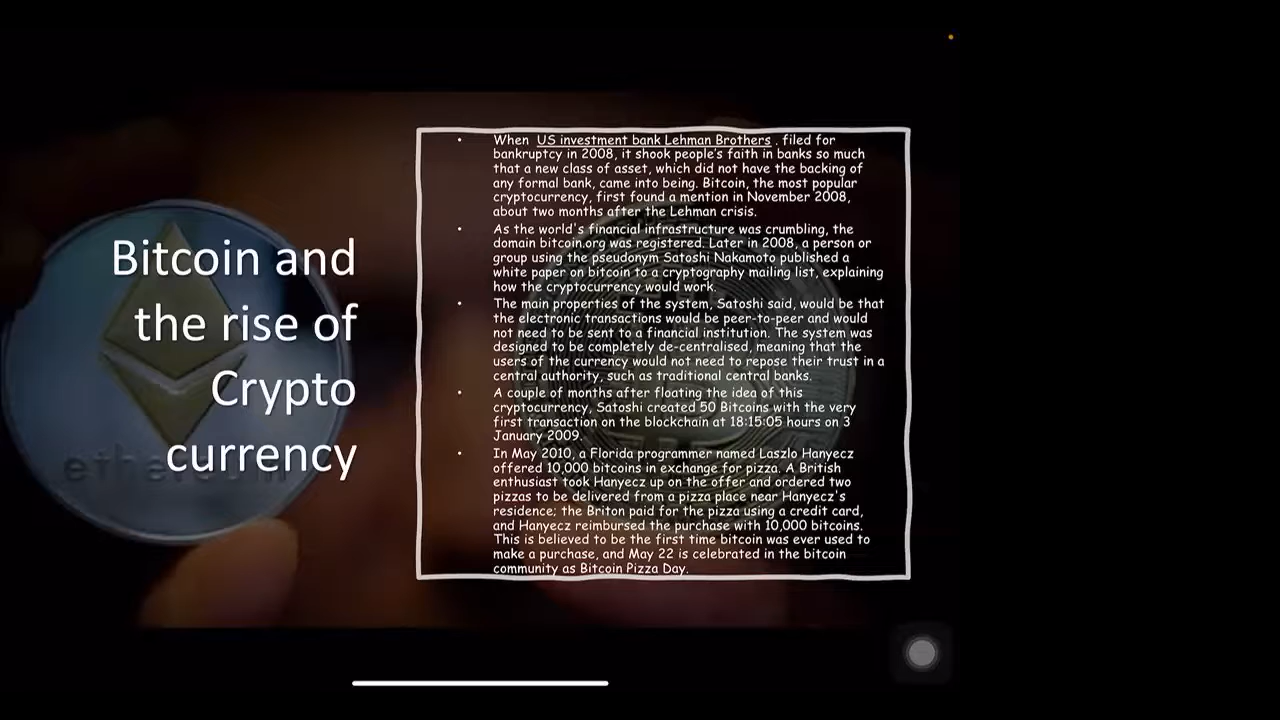 Bitcoin and
the rise of
Crypto
currency
ethereum
• When US investment bank Lehman Brothers . filed for
bankruptcy in 2008, it shook people's faith in banks so much
that a new class of asset, which did not have the backing of
any formal bank, came into being. Bitcoin, the most popular
cryptocurrency, first found a mention in November 2008,
about two months after the Lehman crisis.
• As the world's financial infrastructure was crumbling, the
domain bitcoin.org was registered. Later in 2008, a person or
group using the pseudonym Satoshi Nakamoto published a
white paper on bitcoin to a cryptography mailing list, explaining
how the cryptocurrency would work.
• The main properties of the system, Satoshi said, would be that
the electronic transactions would be peer-to-peer and would
not need to be sent to a financial institution. The system was
designed to be completely de-centralised, meaning that the
users of the currency would not need to repose their trust in a
central authority, such as traditional central banks.
• A couple of months after floating the idea of this
cryptocurrency, Satoshi created 50 Bitcoins with the very
first transaction on the blockchain at 18:15:05 hours on 3
January 2009.
• In May 2010, a Florida programmer named Laszlo Hanyecz
offered 10,000 bitcoins in exchange for pizza. A British
enthusiast took Hanyecz up on the offer and ordered two
pizzas to be delivered from a pizza place near Hanyecz's
residence; the Briton paid for the pizza using a credit card,
and Hanyecz reimbursed the purchase with 10,000 bitcoins.
This is believed to be the first time bitcoin was ever used to
make a purchase, and May 22 is celebrated in the bitcoin
community as Bitcoin Pizza Day.